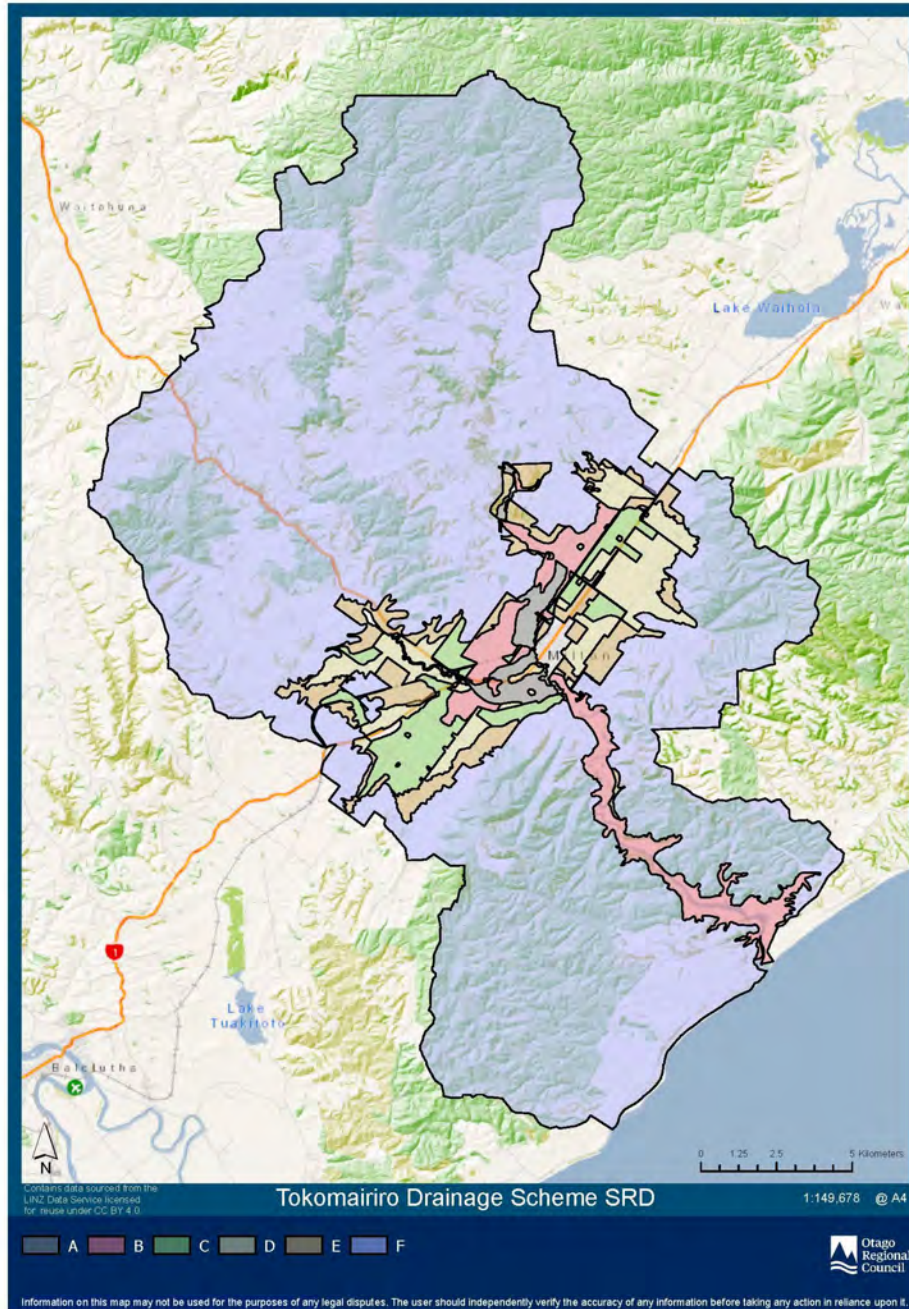 Waitahuna
Lake Waihola
Milton
1
Lake
Tuakitoto
Balclutha
N
0 1.25 2.5 5 Kilometers
Contains data sourced from the
LINZ Data Service licensed
for reuse under CC BY 4.0.
Tokomairiro Drainage Scheme SRD
1:149,678 @ A4
A B C D E F
Otago
Regional
Council
Information on this map may not be used for the purposes of any legal disputes. The user should independently verify the accuracy of any information before taking any action in reliance upon it.